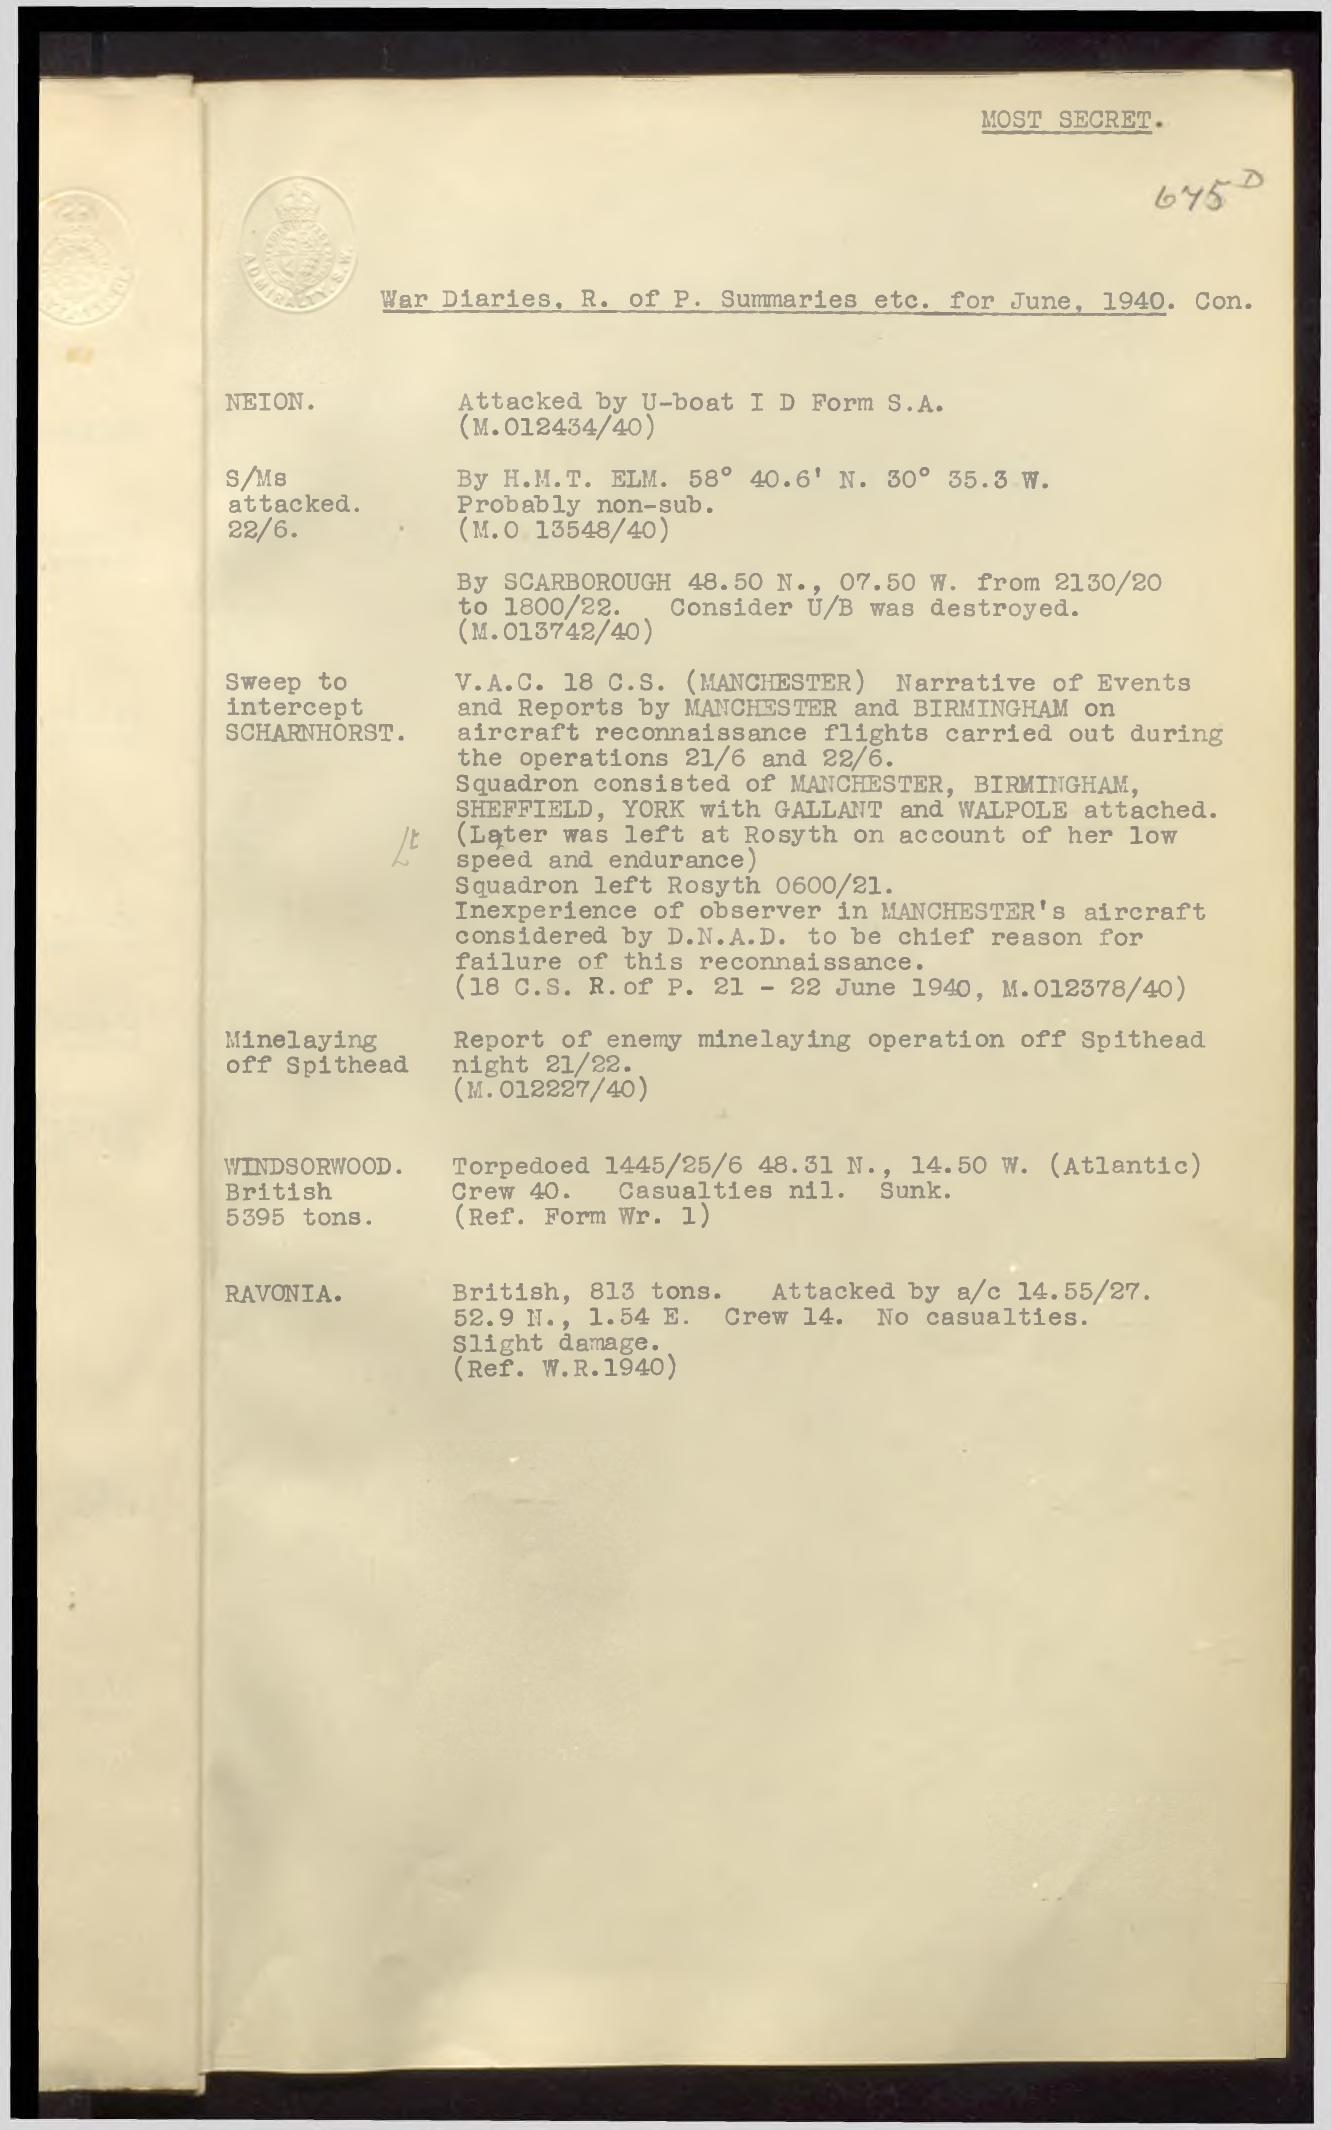 MOST SECRET.
675 D
ADMIRALTY. S.W.
War Diaries, R. of P. Summaries etc. for June, 1940. Con.
NEION. Attacked by U-boat I D Form S.A.
(M.012434/40)
S/Ms By H.M.T. ELM. 58° 40.6' N. 30° 35.3 W.
attacked. Probably non-sub.
22/6. (M.O 13548/40)
By SCARBOROUGH 48.50 N., 07.50 W. from 2130/20
to 1800/22. Consider U/B was destroyed.
(M.013742/40)
Sweep to V.A.C. 18 C.S. (MANCHESTER) Narrative of Events
intercept and Reports by MANCHESTER and BIRMINGHAM on
SCHARNHORST. aircraft reconnaissance flights carried out during
the operations 21/6 and 22/6.
Squadron consisted of MANCHESTER, BIRMINGHAM,
SHEFFIELD, YORK with GALLANT and WALPOLE attached.
/t (Later was left at Rosyth on account of her low
speed and endurance)
Squadron left Rosyth 0600/21.
Inexperience of observer in MANCHESTER's aircraft
considered by D.N.A.D. to be chief reason for
failure of this reconnaissance.
(18 C.S. R.of P. 21 - 22 June 1940, M.012378/40)
Minelaying Report of enemy minelaying operation off Spithead
off Spithead night 21/22.
(M.012227/40)
WINDSORWOOD. Torpedoed 1445/25/6 48.31 N., 14.50 W. (Atlantic)
British Crew 40. Casualties nil. Sunk.
5395 tons. (Ref. Form Wr. 1)
RAVONIA. British, 813 tons. Attacked by a/c 14.55/27.
52.9 N., 1.54 E. Crew 14. No casualties.
Slight damage.
(Ref. W.R.1940)